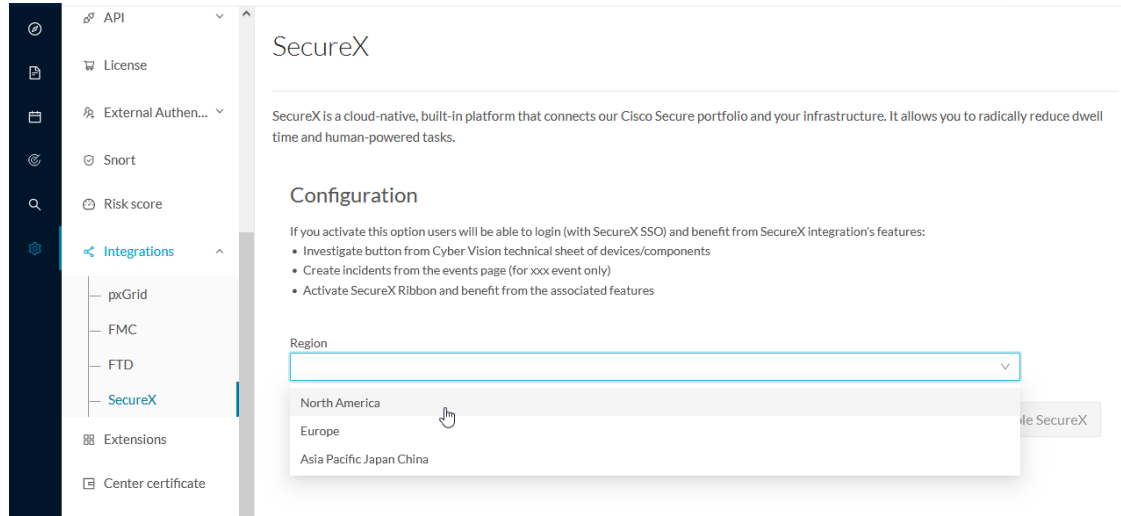 API
License
External Authen...
Snort
Risk score
Integrations
pxGrid
FMC
FTD
SecureX
Extensions
Center certificate
SecureX
SecureX is a cloud-native, built-in platform that connects our Cisco Secure portfolio and your infrastructure. It allows you to radically reduce dwell
time and human-powered tasks.
Configuration
If you activate this option users will be able to login (with SecureX SSO) and benefit from SecureX integration's features:
• Investigate button from Cyber Vision technical sheet of devices/components
• Create incidents from the events page (for xxx event only)
• Activate SecureX Ribbon and benefit from the associated features
Region
North America
Europe
Asia Pacific Japan China
SecureX